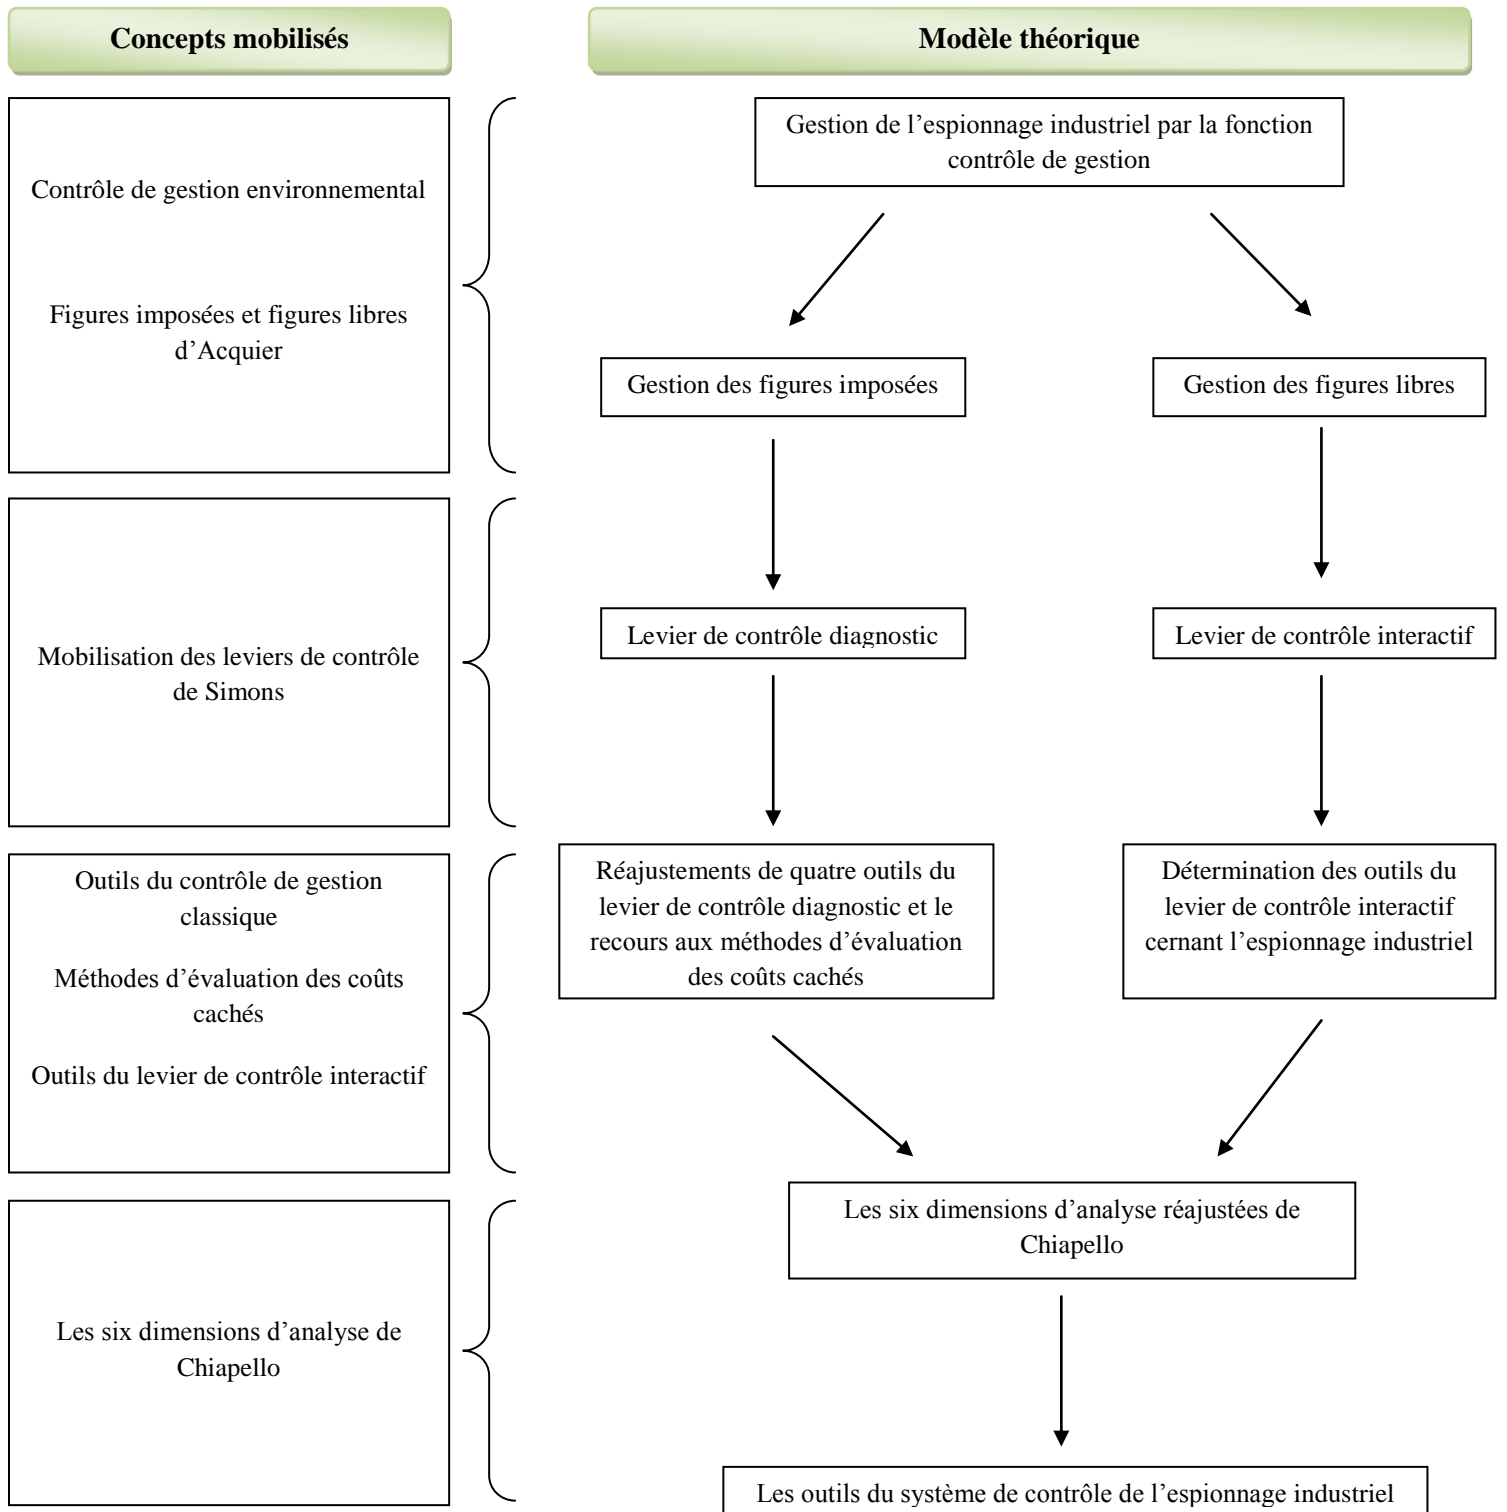 Concepts mobilisés
Modèle théorique
Contrôle de gestion environnemental
Figures imposées et figures libres
d’Acquier
Gestion de l’espionnage industriel par la fonction
contrôle de gestion
Gestion des figures imposées
Gestion des figures libres
Mobilisation des leviers de contrôle
de Simons
Levier de contrôle diagnostic
Levier de contrôle interactif
Outils du contrôle de gestion
classique
Méthodes d’évaluation des coûts
cachés
Outils du levier de contrôle interactif
Réajustements de quatre outils du
levier de contrôle diagnostic et le
recours aux méthodes d’évaluation
des coûts cachés
Détermination des outils du
levier de contrôle interactif
cernant l’espionnage industriel
Les six dimensions d’analyse de
Chiapello
Les six dimensions d’analyse réajustées de
Chiapello
Les outils du système de contrôle de l’espionnage industriel